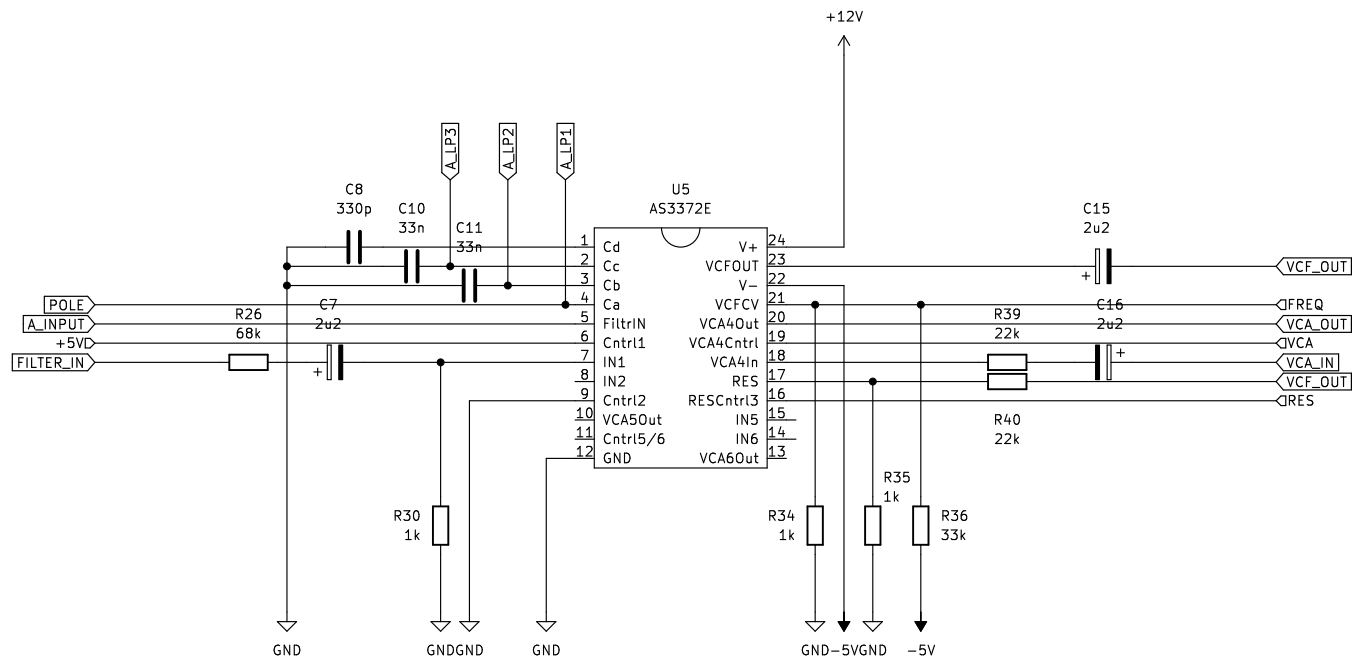 +12V
A_LP3
A_LP2
A_LP1
C8
330p
C10
33n
C11
33n
U5
AS3372E
C15
2u2
1 Cd V+ 24
2 Cc VCFOUT 23
VCF_OUT
3 Cb V- 22
POLE
4 Ca VCFCV 21
FREQ
C7
2u2
C16
2u2
A_INPUT
5 FiltrIN VCA4Out 20
VCA_OUT
R26
68k
R39
22k
+5V
6 Cntrl1 VCA4Cntrl 19
VCA
FILTER_IN
+
7 IN1 VCA4In 18
+
VCA_IN
8 IN2 RES 17
VCF_OUT
9 Cntrl2 RESCntrl3 16
RES
10 VCA5Out IN5 15
11 Cntrl5/6 IN6 14
12 GND VCA6Out 13
+
R40
22k
R30
1k
R34
1k
R35
1k
R36
33k
GND
GND
GND
GND
GND
-5V
GND
-5V